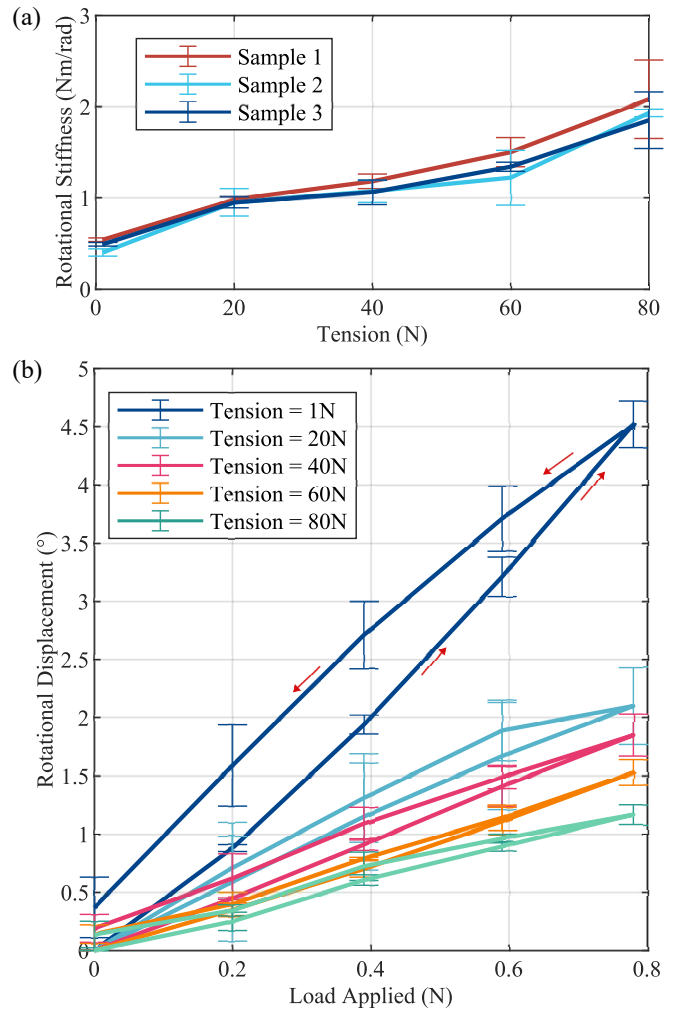 (a)
Rotational Stiffness (Nm/rad)
3
2
1
0
Sample 1
Sample 2
Sample 3
0 20 40 60 80
Tension (N)
(b)
Rotational Displacement (°)
5
4.5
4
3.5
3
2.5
2
1.5
1
0.5
0
Tension = 1N
Tension = 20N
Tension = 40N
Tension = 60N
Tension = 80N
0 0.2 0.4 0.6 0.8
Load Applied (N)